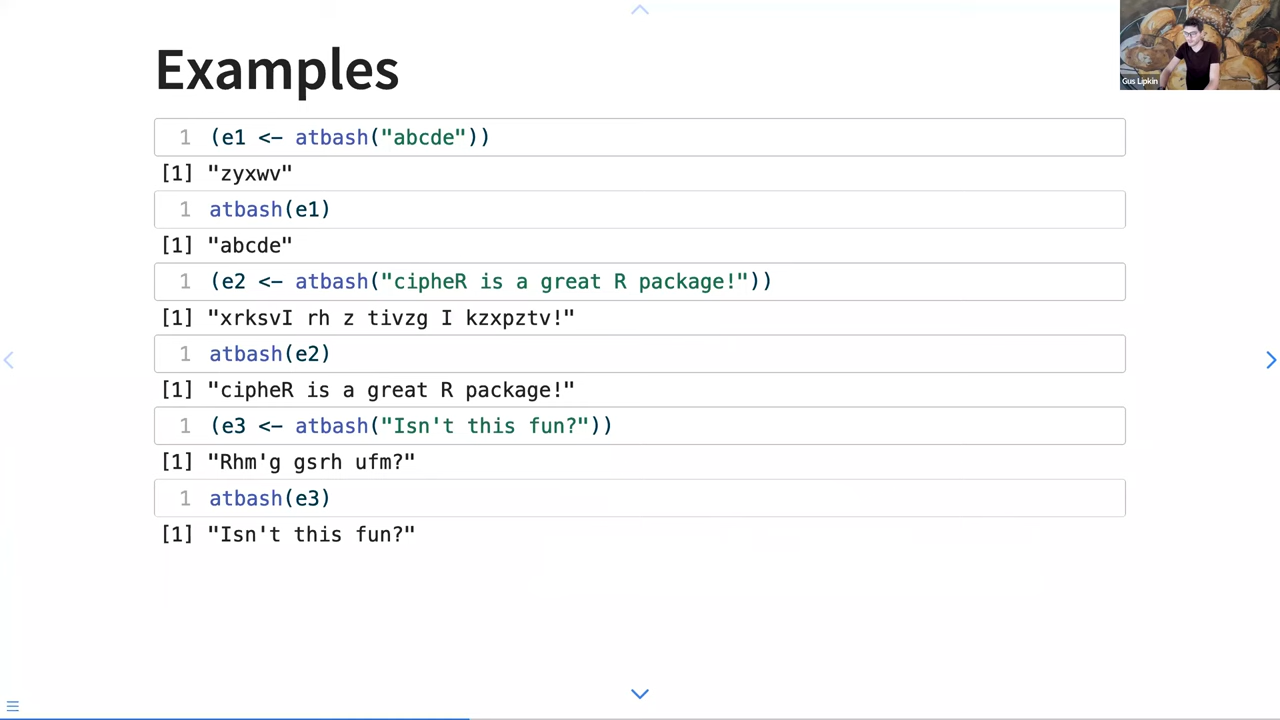 Examples
Gus Lipkin
1 (e1 <- atbash("abcde"))
[1] "zyxwv"
1 atbash(e1)
[1] "abcde"
1 (e2 <- atbash("cipheR is a great R package!"))
[1] "xrksvI rh z tivzg I kzxpztv!"
1 atbash(e2)
[1] "cipheR is a great R package!"
1 (e3 <- atbash("Isn't this fun?"))
[1] "Rhm'g gsrh ufm?"
1 atbash(e3)
[1] "Isn't this fun?"